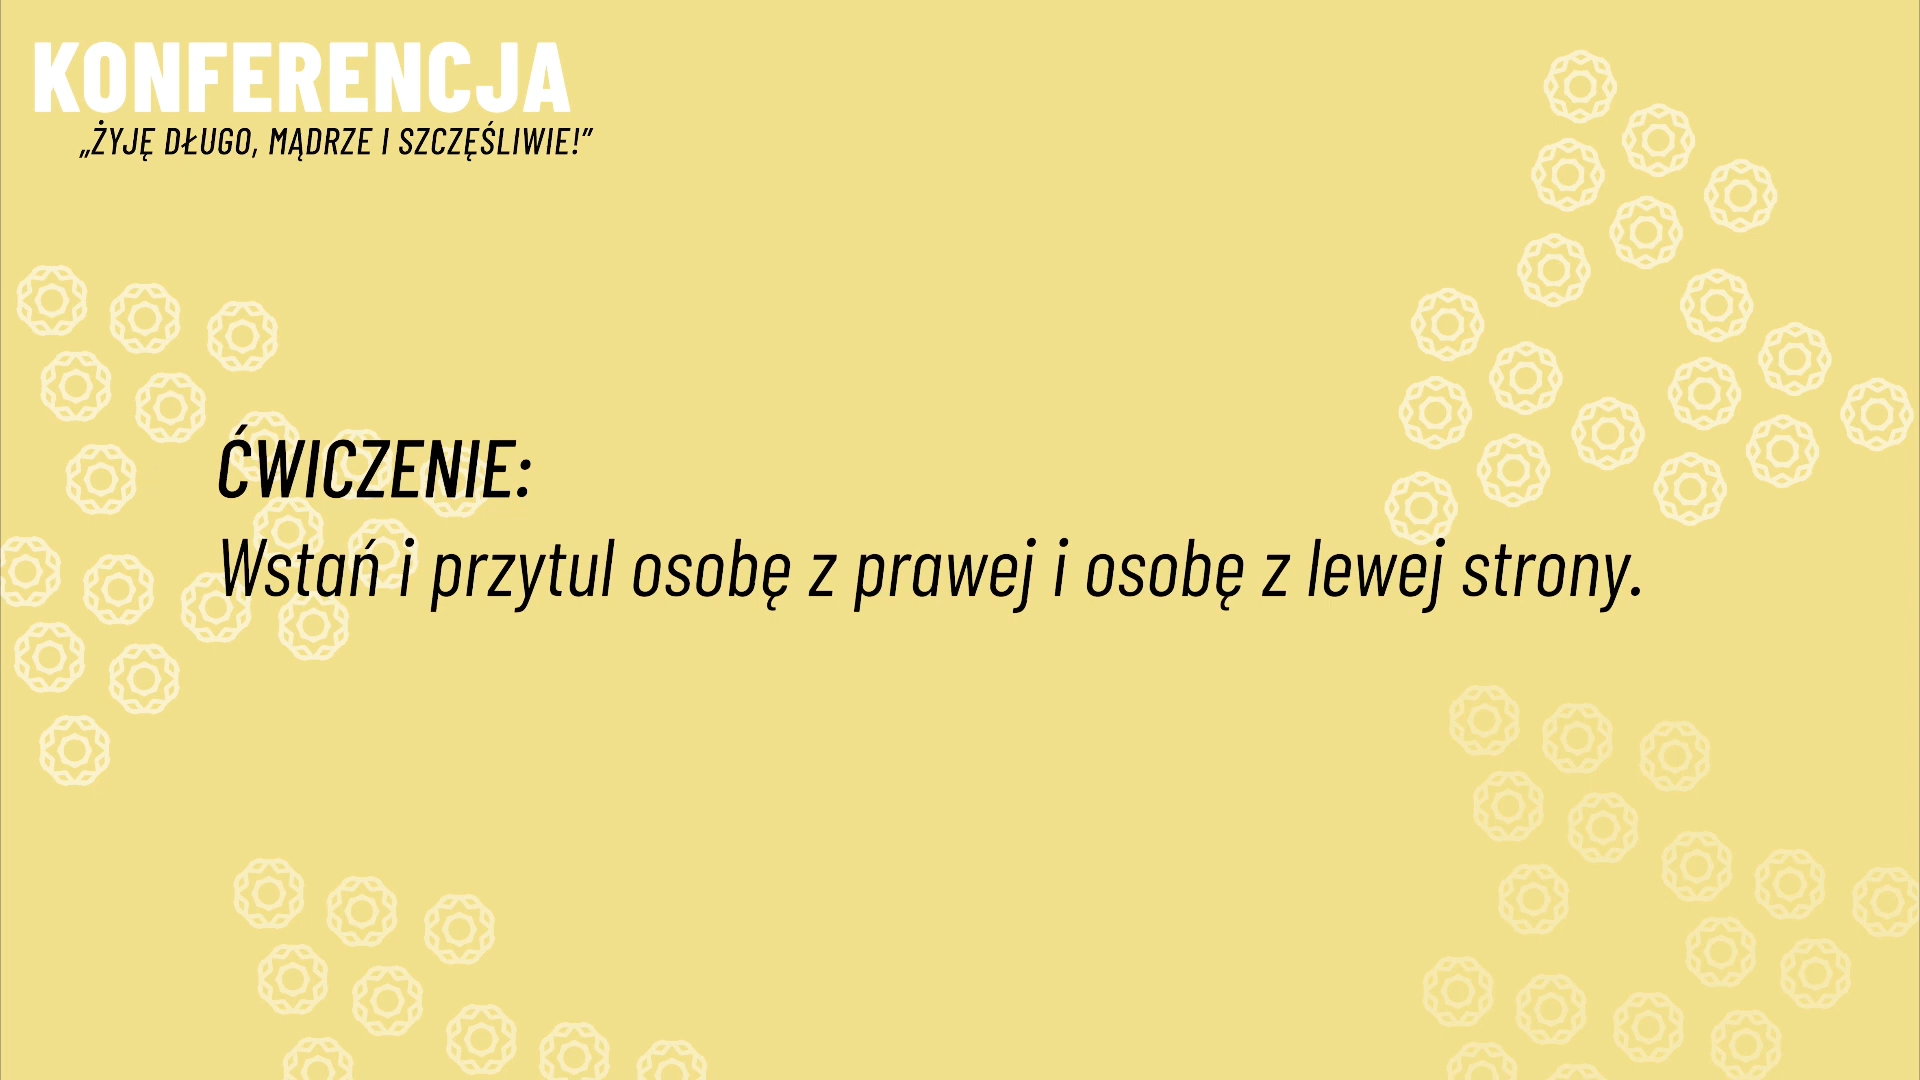 KONFERENCJA
„ŻYJĘ DŁUGO, MĄDRZE I SZCZĘŚLIWIE!”
ĆWICZENIE:
Wstań i przytul osobę z prawej i osobę z lewej strony.